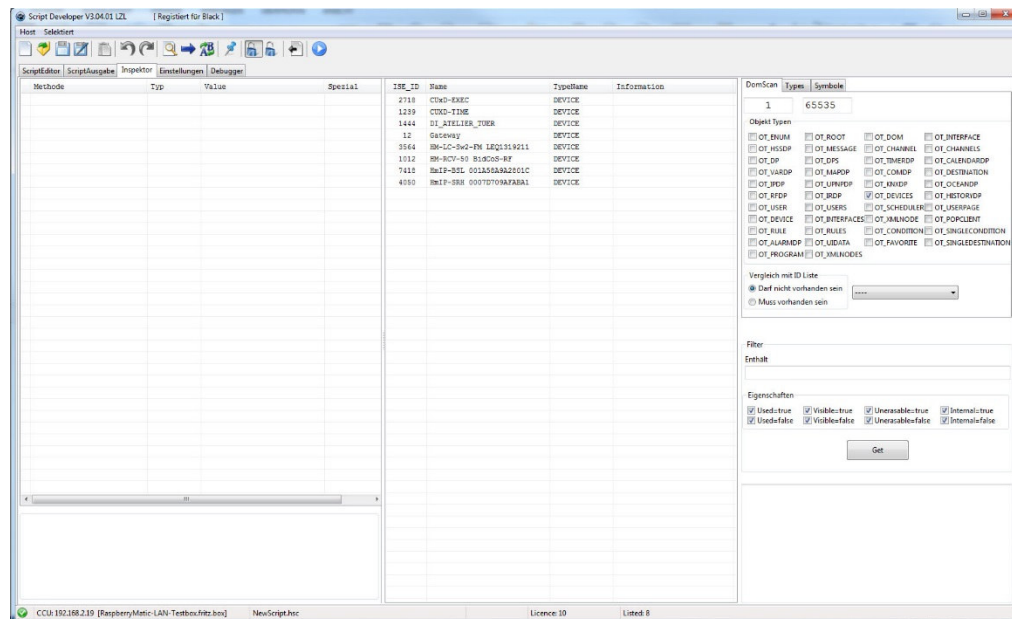 Script Developer V3.04.01 LZL [ Registiert für Black ]
Host Selektiert
ScriptEditor ScriptAusgabe Inspektor Einstellungen Debugger
Methode Typ Value Spezial
ISE_ID Name TypeName Information
2718 CUxD-EXEC DEVICE
1239 CUXD-TIME DEVICE
1444 DI_ATELIER_TUER DEVICE
12 Gateway DEVICE
3564 HM-LC-Sw2-FM LEQ1319211 DEVICE
1012 HM-RCV-50 BidCoS-RF DEVICE
7418 HmIP-BSL 001A58A9A2801C DEVICE
4050 HmIP-SRH 0007D709AFAEA1 DEVICE
DomScan Types Symbole
1 65535
Objekt Typen
OT_ENUM OT_ROOT OT_DOM OT_INTERFACE
OT_HSSDP OT_MESSAGE OT_CHANNEL OT_CHANNELS
OT_DP OT_DPS OT_TIMERDP OT_CALENDARDP
OT_VARDP OT_MAPDP OT_COMDP OT_DESTINATION
OT_IPDP OT_UPNPDP OT_KNXDP OT_OCEANDP
OT_RFDP OT_IRDP OT_DEVICES OT_HISTORYDP
OT_USER OT_USERS OT_SCHEDULER OT_USERPAGE
OT_DEVICE OT_INTERFACES OT_XMLNODE OT_POPCLIENT
OT_RULE OT_RULES OT_CONDITION OT_SINGLECONDITION
OT_ALARMDP OT_UIDATA OT_FAVORITE OT_SINGLEDESTINATION
OT_PROGRAM OT_XMLNODES
Vergleich mit ID Liste
Darf nicht vorhanden sein ----
Muss vorhanden sein
Filter
Enthält
Eigenschaften
Used=true Visible=true Unerasable=true Internal=true
Used=false Visible=false Unerasable=false Internal=false
Get
CCU: 192.168.2.19 [RaspberryMatic-LAN-Testbox.fritz.box] NewScript.hsc Licence: 10 Listed: 8